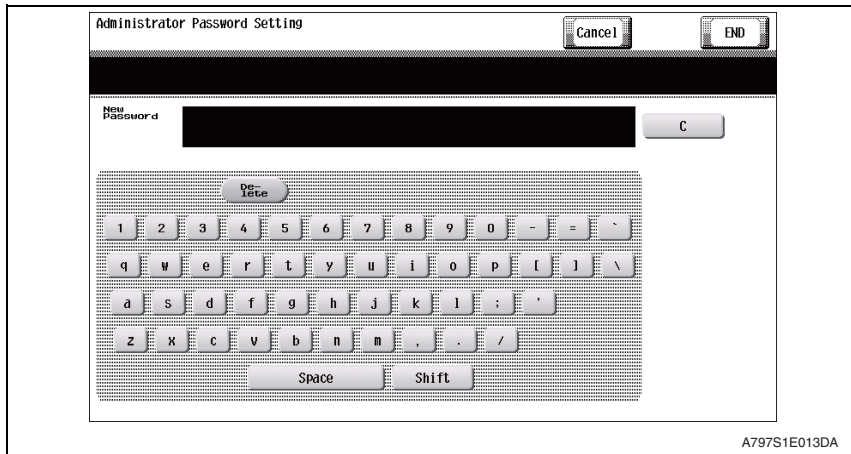 Administrator Password Setting Cancel END
New
Password C
De-
lete
1 2 3 4 5 6 7 8 9 0 - = `
q w e r t y u i o p [ ] \
a s d f g h j k l ; '
z x c v b n m , . /
Space Shift
A797S1E013DA